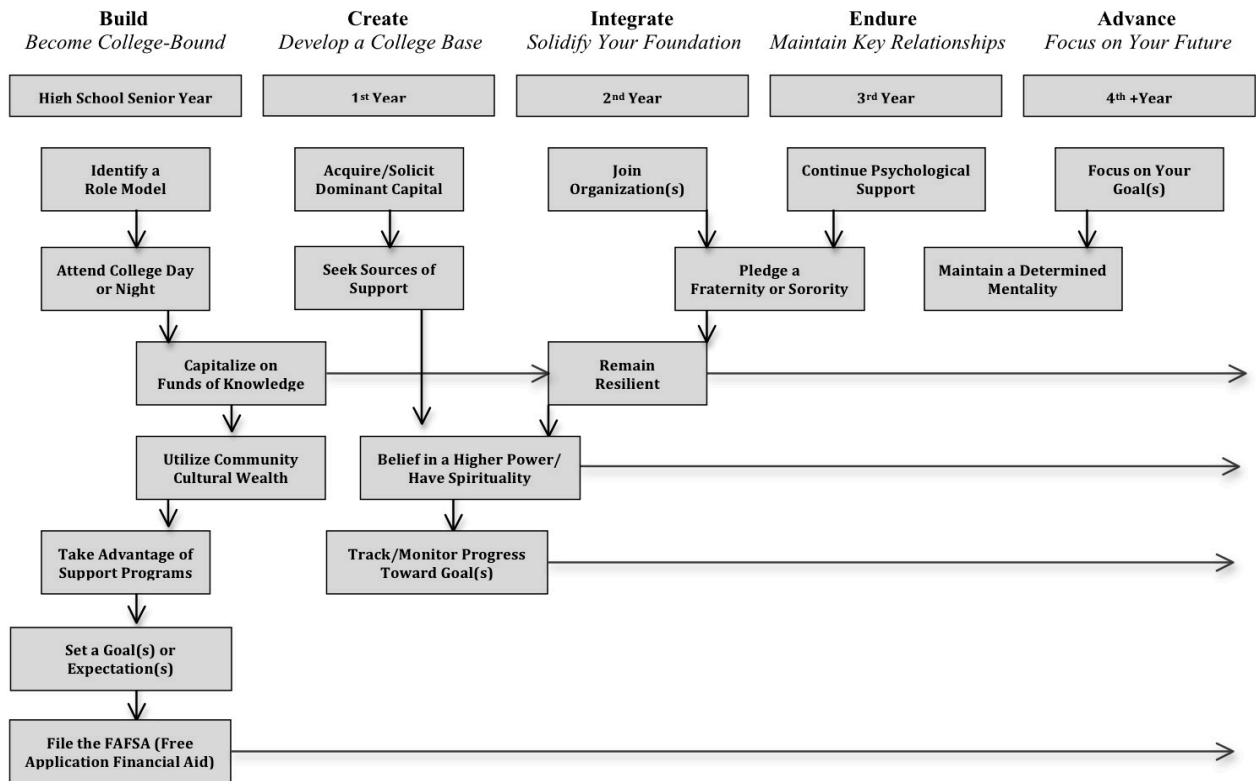 Build
Become College-Bound
Create
Develop a College Base
Integrate
Solidify Your Foundation
Endure
Maintain Key Relationships
Advance
Focus on Your Future
High School Senior Year
1st Year
2nd Year
3rd Year
4th +Year
Identify a
Role Model
Acquire/Solicit
Dominant Capital
Join
Organization(s)
Continue Psychological
Support
Focus on Your
Goal(s)
Attend College Day
or Night
Seek Sources of
Support
Pledge a
Fraternity or Sorority
Maintain a Determined
Mentality
Capitalize on
Funds of Knowledge
Remain
Resilient
Utilize Community
Cultural Wealth
Belief in a Higher Power/
Have Spirituality
Take Advantage of
Support Programs
Track/Monitor Progress
Toward Goal(s)
Set a Goal(s) or
Expectation(s)
File the FAFSA (Free
Application Financial Aid)